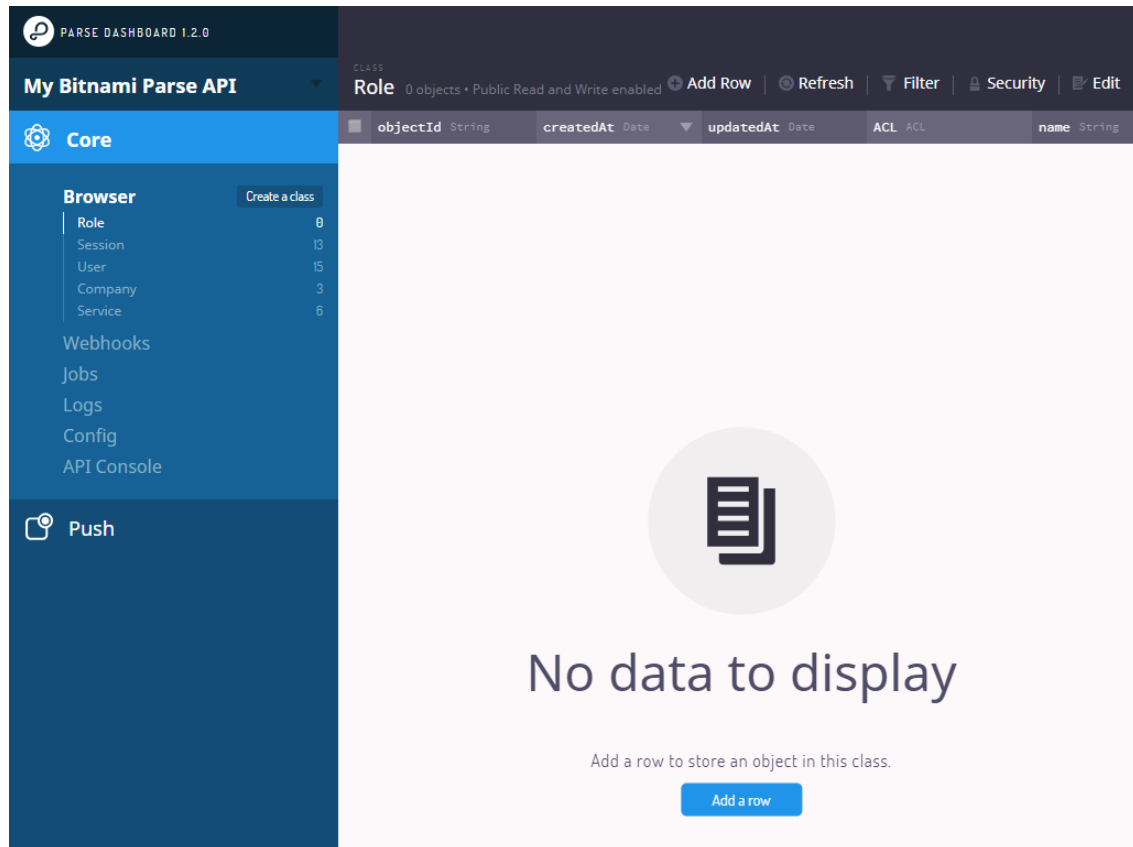 PARSE DASHBOARD 1.2.0
My Bitnami Parse API
Core
Browser Create a class
Role 0
Session 13
User 15
Company 3
Service 6
Webhooks
Jobs
Logs
Config
API Console
Push
CLASS
Role 0 objects • Public Read and Write enabled Add Row Refresh Filter Security Edit
objectId String createdAt Date updatedAt Date ACL ACL name String
No data to display
Add a row to store an object in this class.
Add a row